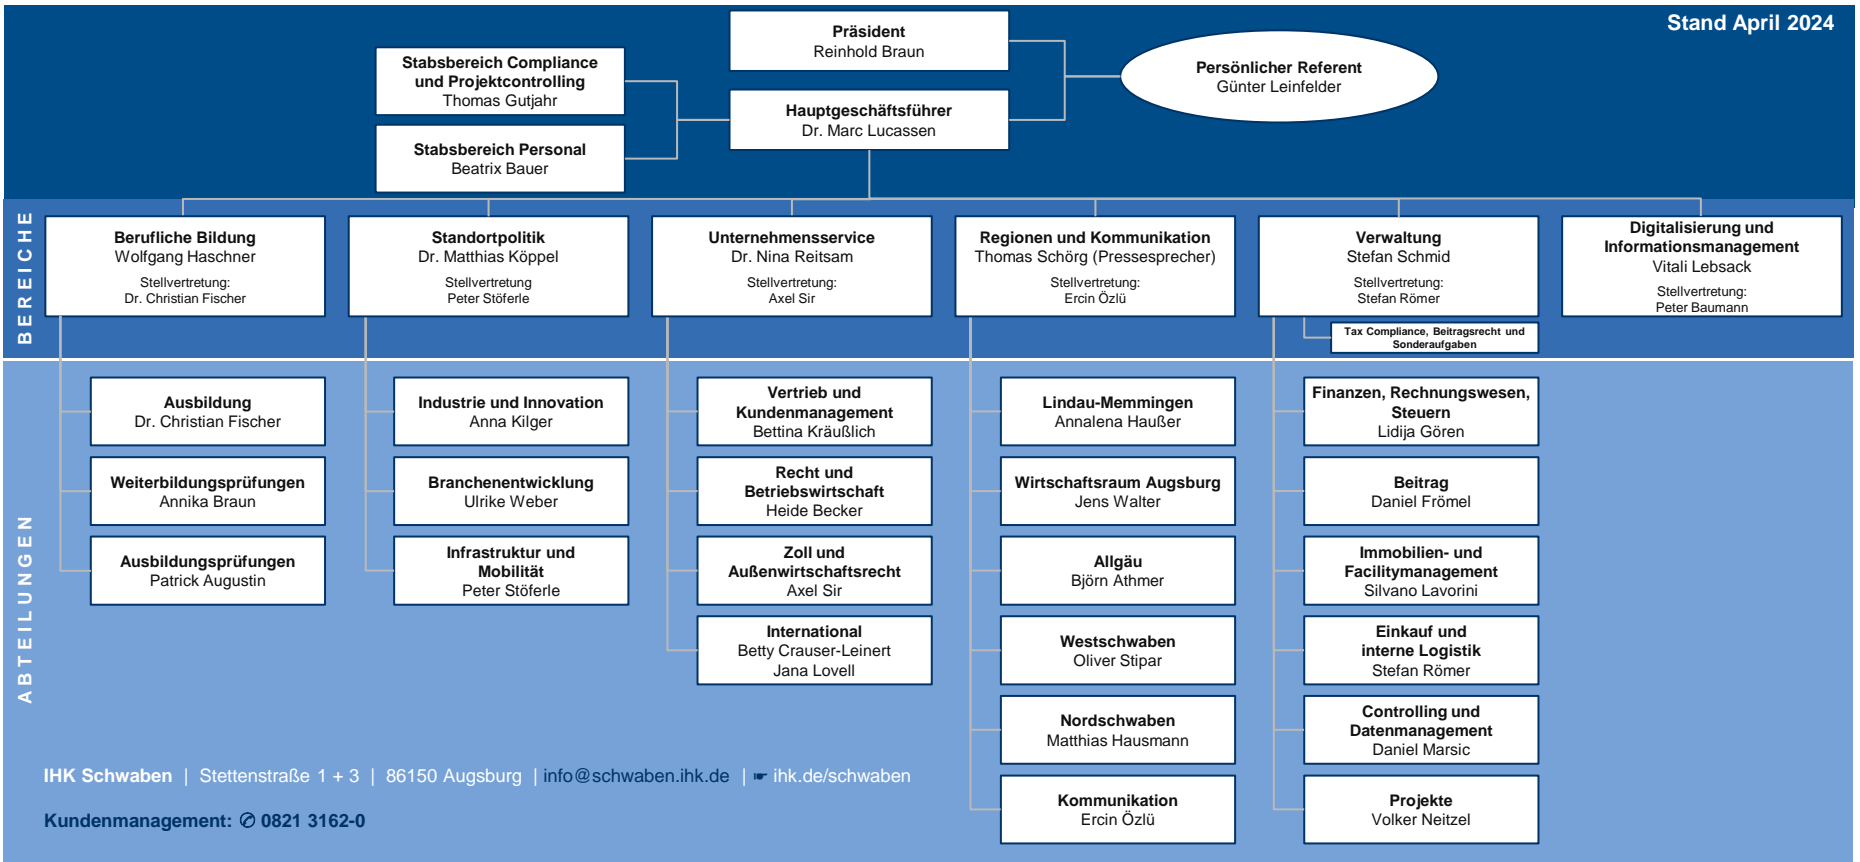 Stand April 2024
Präsident
Reinhold Braun
Persönlicher Referent
Günter Leinfelder
Stabsbereich Compliance
und Projektcontrolling
Thomas Gutjahr
Hauptgeschäftsführer
Dr. Marc Lucassen
Stabsbereich Personal
Beatrix Bauer
BEREICHE
Berufliche Bildung
Wolfgang Haschner
Stellvertretung:
Dr. Christian Fischer
Standortpolitik
Dr. Matthias Köppel
Stellvertretung
Peter Stöferle
Unternehmensservice
Dr. Nina Reitsam
Stellvertretung:
Axel Sir
Regionen und Kommunikation
Thomas Schörg (Pressesprecher)
Stellvertretung:
Ercin Özlü
Verwaltung
Stefan Schmid
Stellvertretung:
Stefan Römer
Tax Compliance, Beitragsrecht und
Sonderaufgaben
Digitalisierung und
Informationsmanagement
Vitali Lebsack
Stellvertretung:
Peter Baumann
ABTEILUNGEN
Ausbildung
Dr. Christian Fischer
Weiterbildungsprüfungen
Annika Braun
Ausbildungsprüfungen
Patrick Augustin
Industrie und Innovation
Anna Kilger
Branchenentwicklung
Ulrike Weber
Infrastruktur und
Mobilität
Peter Stöferle
Vertrieb und
Kundenmanagement
Bettina Kräußlich
Recht und
Betriebswirtschaft
Heide Becker
Zoll und
Außenwirtschaftsrecht
Axel Sir
International
Betty Crauser-Leinert
Jana Lovell
Lindau-Memmingen
Annalena Haußer
Wirtschaftsraum Augsburg
Jens Walter
Allgäu
Björn Athmer
Westschwaben
Oliver Stipar
Nordschwaben
Matthias Hausmann
Kommunikation
Ercin Özlü
Finanzen, Rechnungswesen,
Steuern
Lidija Gören
Beitrag
Daniel Frömel
Immobilien- und
Facilitymanagement
Silvano Lavorini
Einkauf und
interne Logistik
Stefan Römer
Controlling und
Datenmanagement
Daniel Marsic
Projekte
Volker Neitzel
IHK Schwaben | Stettenstraße 1 + 3 | 86150 Augsburg | info@schwaben.ihk.de | ☛ ihk.de/schwaben
Kundenmanagement: ✆ 0821 3162-0